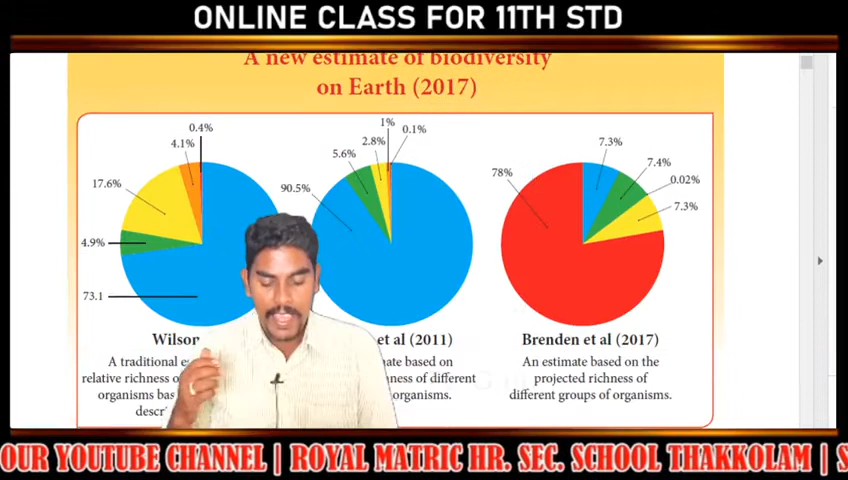 ONLINE CLASS FOR 11TH STD
A new estimate of biodiversity
on Earth (2017)
0.4%
4.1%
17.6%
4.9%
73.1
Wilson
A traditional
relative richness
organisms
1%
0.1%
2.8%
5.6%
90.5%
et al (2011)
based on
of different
organisms.
7.3%
7.4%
0.02%
7.3%
78%
Brenden et al (2017)
An estimate based on the
projected richness of
different groups of organisms.
OUR YOUTUBE CHANNEL | ROYAL MATRIC HR. SEC. SCHOOL THAKKOLAM | S